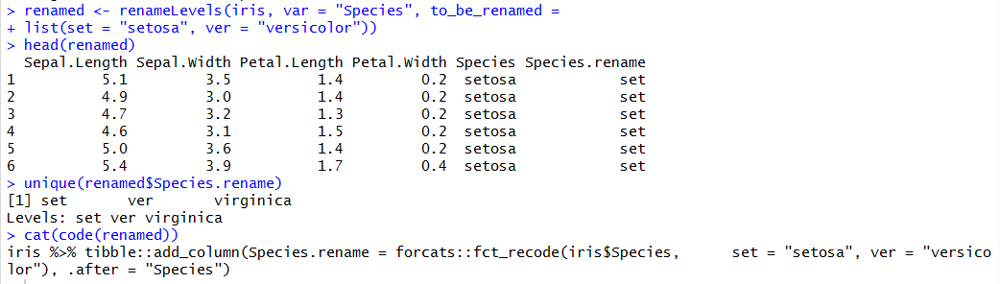 > renamed <- renameLevels(iris, var = "Species", to_be_renamed =
+ list(set = "setosa", ver = "versicolor"))
> head(renamed)
  Sepal.Length Sepal.Width Petal.Length Petal.Width Species Species.rename
1          5.1         3.5          1.4         0.2  setosa            set
2          4.9         3.0          1.4         0.2  setosa            set
3          4.7         3.2          1.3         0.2  setosa            set
4          4.6         3.1          1.5         0.2  setosa            set
5          5.0         3.6          1.4         0.2  setosa            set
6          5.4         3.9          1.7         0.4  setosa            set
> unique(renamed$Species.rename)
[1] set       ver       virginica
Levels: set ver virginica
> cat(code(renamed))
iris %>% tibble::add_column(Species.rename = forcats::fct_recode(iris$Species,      set = "setosa", ver = "versico
lor"), .after = "Species")